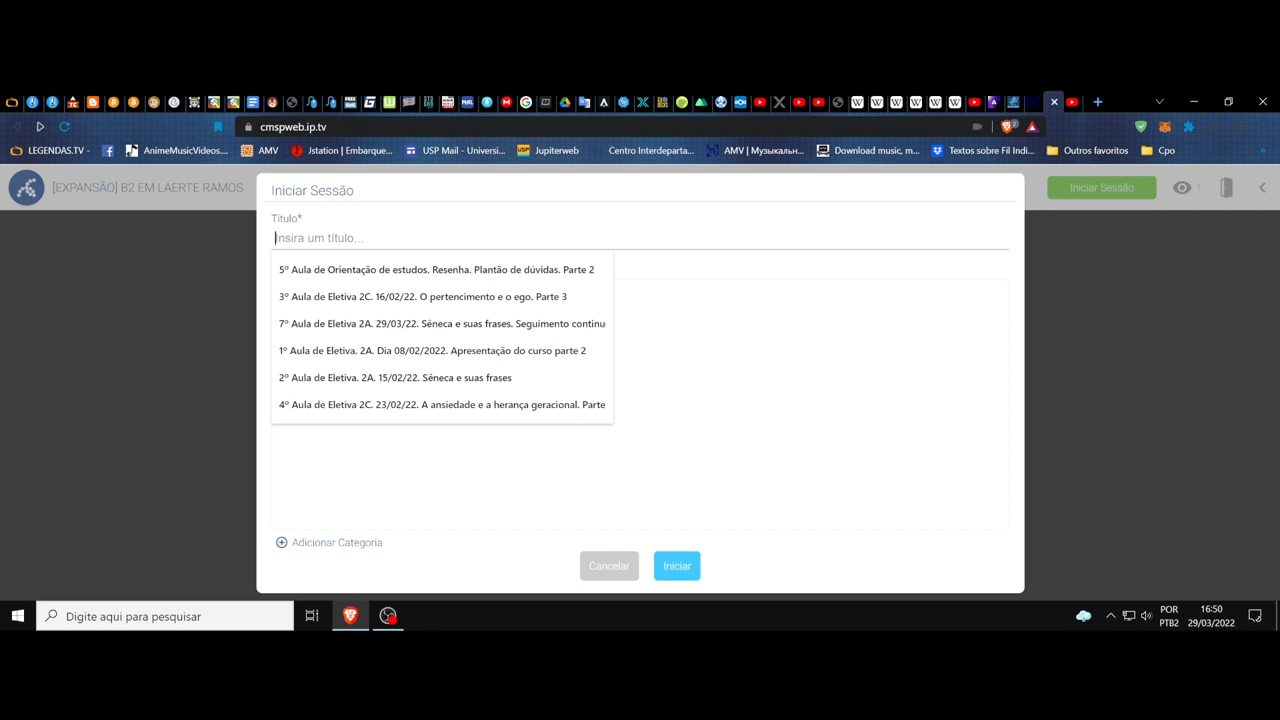 cmspweb.ip.tv
2
LEGENDAS.TV -
AnimeMusicVideos...
AMV
Jstation | Embarque...
USP Mail - Universi...
Jupiterweb
Centro Interdeparta...
AMV | Музыкальн...
Download music, m...
Textos sobre Fil Indi...
Outros favoritos
Cpo
[EXPANSÃO] B2 EM LAERTE RAMOS
Iniciar Sessão
1
Iniciar Sessão
Título*
Insira um título...
5º Aula de Orientação de estudos. Resenha. Plantão de dúvidas. Parte 2
3º Aula de Eletiva 2C. 16/02/22. O pertencimento e o ego. Parte 3
7º Aula de Eletiva 2A. 29/03/22. Sêneca e suas frases. Seguimento continu
1º Aula de Eletiva. 2A. Dia 08/02/2022. Apresentação do curso parte 2
2º Aula de Eletiva. 2A. 15/02/22. Sêneca e suas frases
4º Aula de Eletiva 2C. 23/02/22. A ansiedade e a herança geracional. Parte
Adicionar Categoria
Cancelar
Iniciar
Digite aqui para pesquisar
POR
PTB2
16:50
29/03/2022